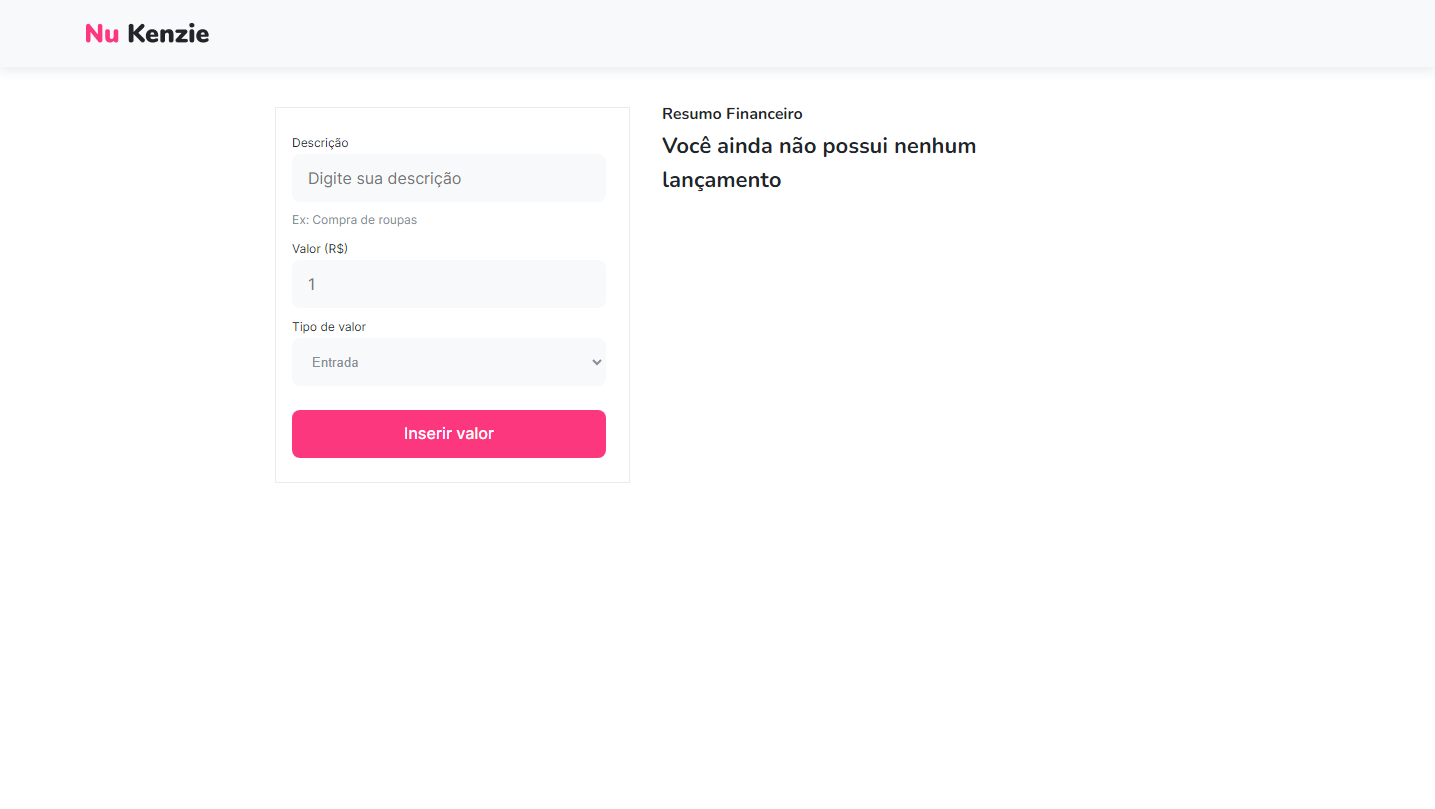 Nu Kenzie
Descrição
Digite sua descrição
Ex: Compra de roupas
Valor (R$)
1
Tipo de valor
Entrada
Inserir valor
Resumo Financeiro
Você ainda não possui nenhum
lançamento